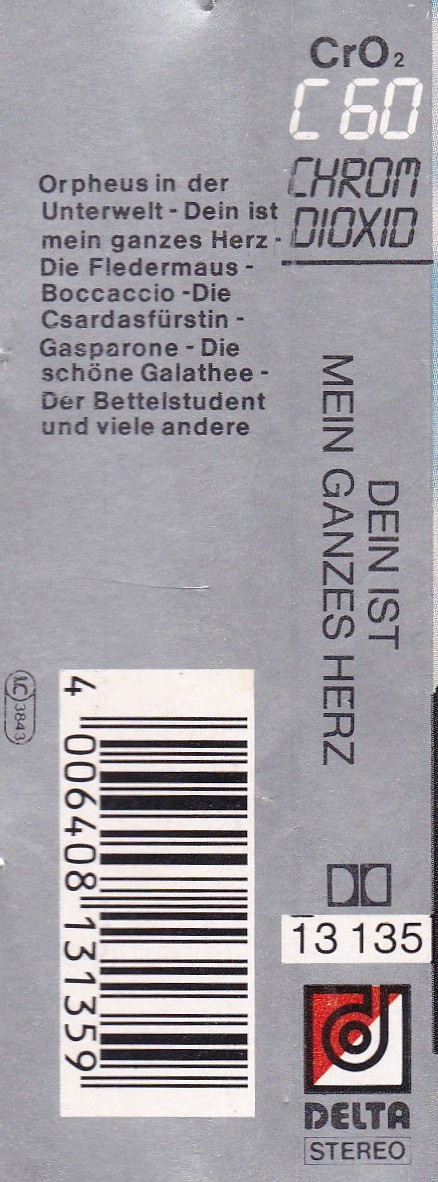 CrO2
C60
CHROM
DIOXID
Orpheus in der
Unterwelt - Dein ist
mein ganzes Herz -
Die Fledermaus -
Boccaccio -Die
Csardasfürstin -
Gasparone - Die
schöne Galathee -
Der Bettelstudent
und viele andere
DEIN IST
MEIN GANZES HERZ
LC 3843
4 006408 131359
13 135
DELTA
STEREO